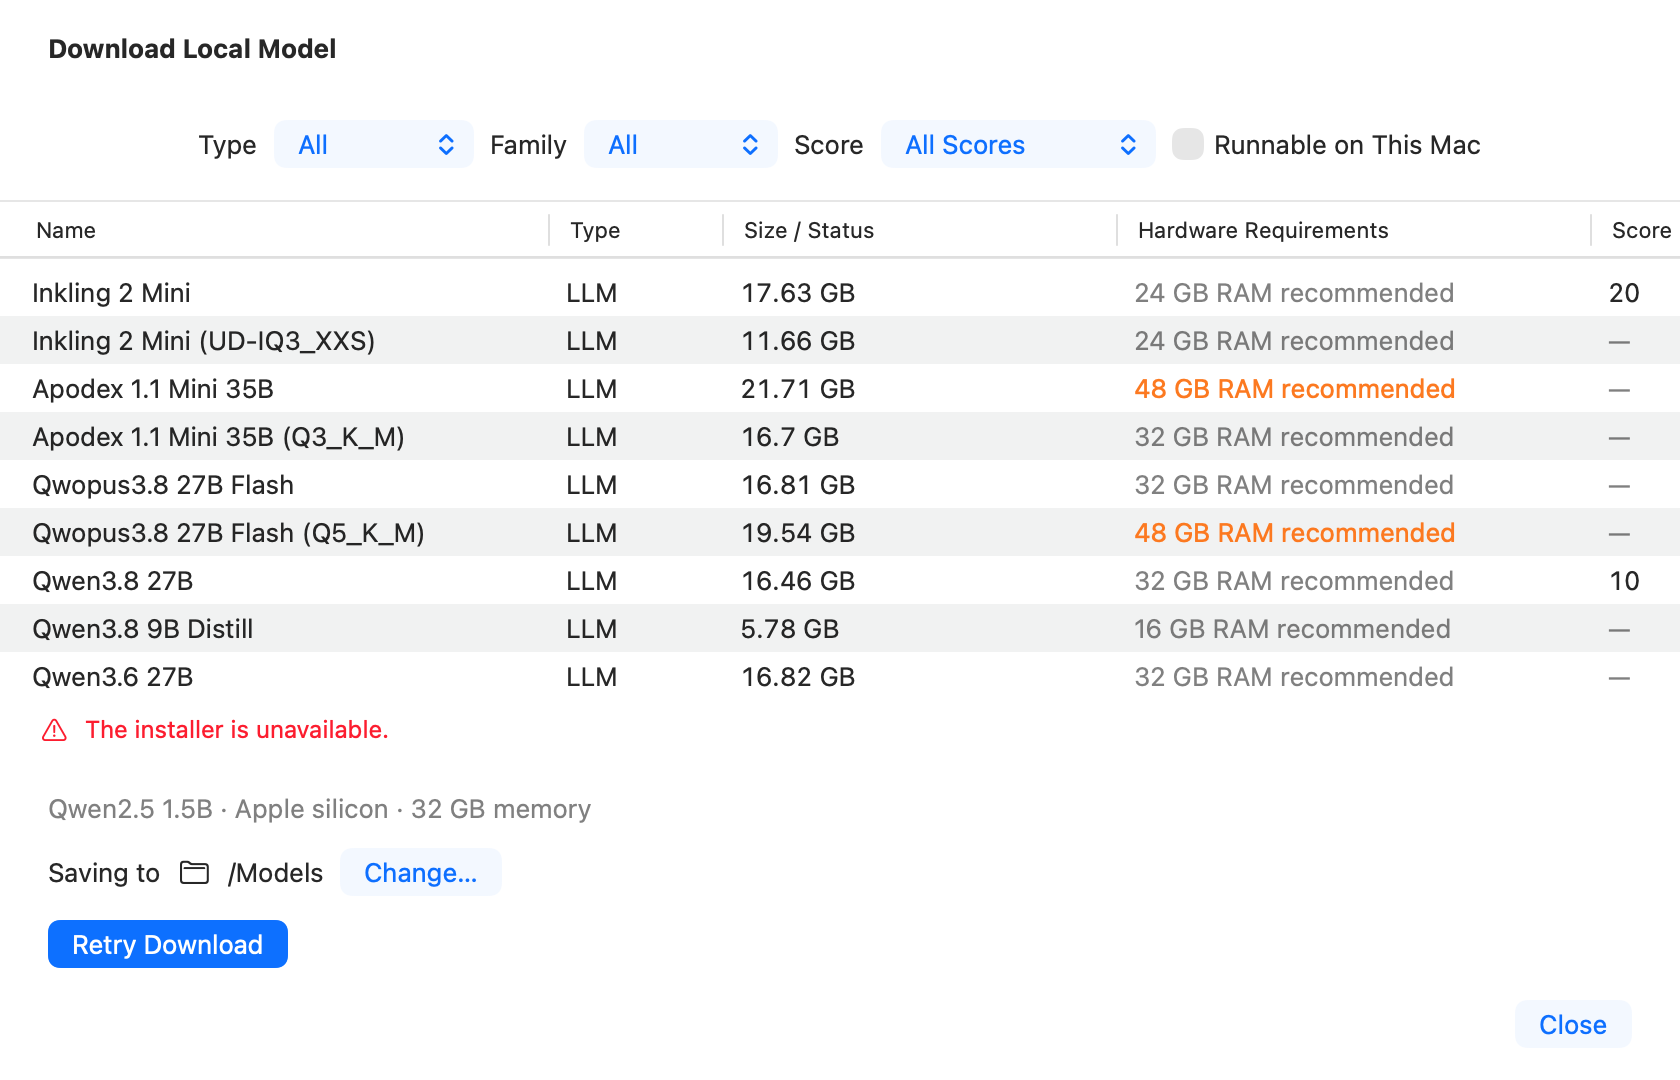 Download Local Model
Type All Family All Score All Scores Runnable on This Mac
Name Type Size / Status Hardware Requirements Score
Inkling 2 Mini LLM 17.63 GB 24 GB RAM recommended 20
Inkling 2 Mini (UD-IQ3_XXS) LLM 11.66 GB 24 GB RAM recommended —
Apodex 1.1 Mini 35B LLM 21.71 GB 48 GB RAM recommended —
Apodex 1.1 Mini 35B (Q3_K_M) LLM 16.7 GB 32 GB RAM recommended —
Qwopus3.8 27B Flash LLM 16.81 GB 32 GB RAM recommended —
Qwopus3.8 27B Flash (Q5_K_M) LLM 19.54 GB 48 GB RAM recommended —
Qwen3.8 27B LLM 16.46 GB 32 GB RAM recommended 10
Qwen3.8 9B Distill LLM 5.78 GB 16 GB RAM recommended —
Qwen3.6 27B LLM 16.82 GB 32 GB RAM recommended —
The installer is unavailable.
Qwen2.5 1.5B · Apple silicon · 32 GB memory
Saving to /Models Change...
Retry Download
Close